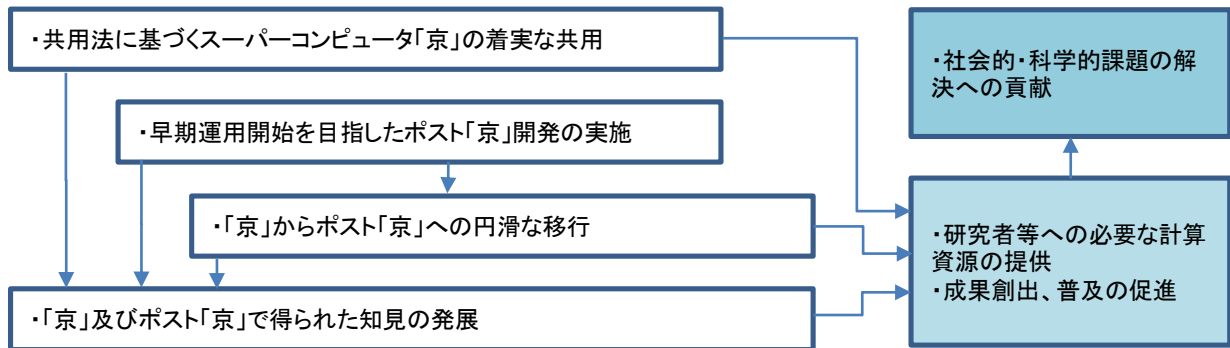 ・共用法に基づくスーパーコンピュータ「京」の着実な共用
・社会的・科学的課題の解
決への貢献
・早期運用開始を目指したポスト「京」開発の実施
・「京」からポスト「京」への円滑な移行
・研究者等への必要な計算
資源の提供
・成果創出、普及の促進
・「京」及びポスト「京」で得られた知見の発展